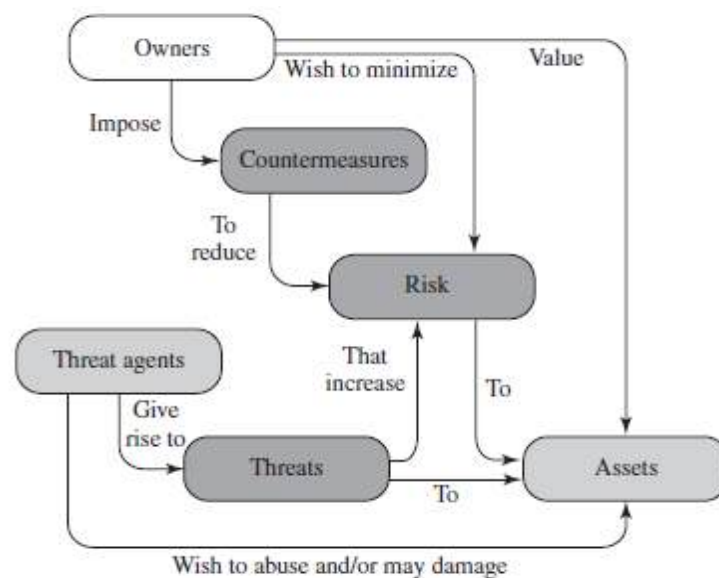 Owners
Value
Wish to minimize
Impose
Countermeasures
To
reduce
Risk
Threat agents
That
increase
To
Give
rise to
Threats
To
Assets
Wish to abuse and/or may damage